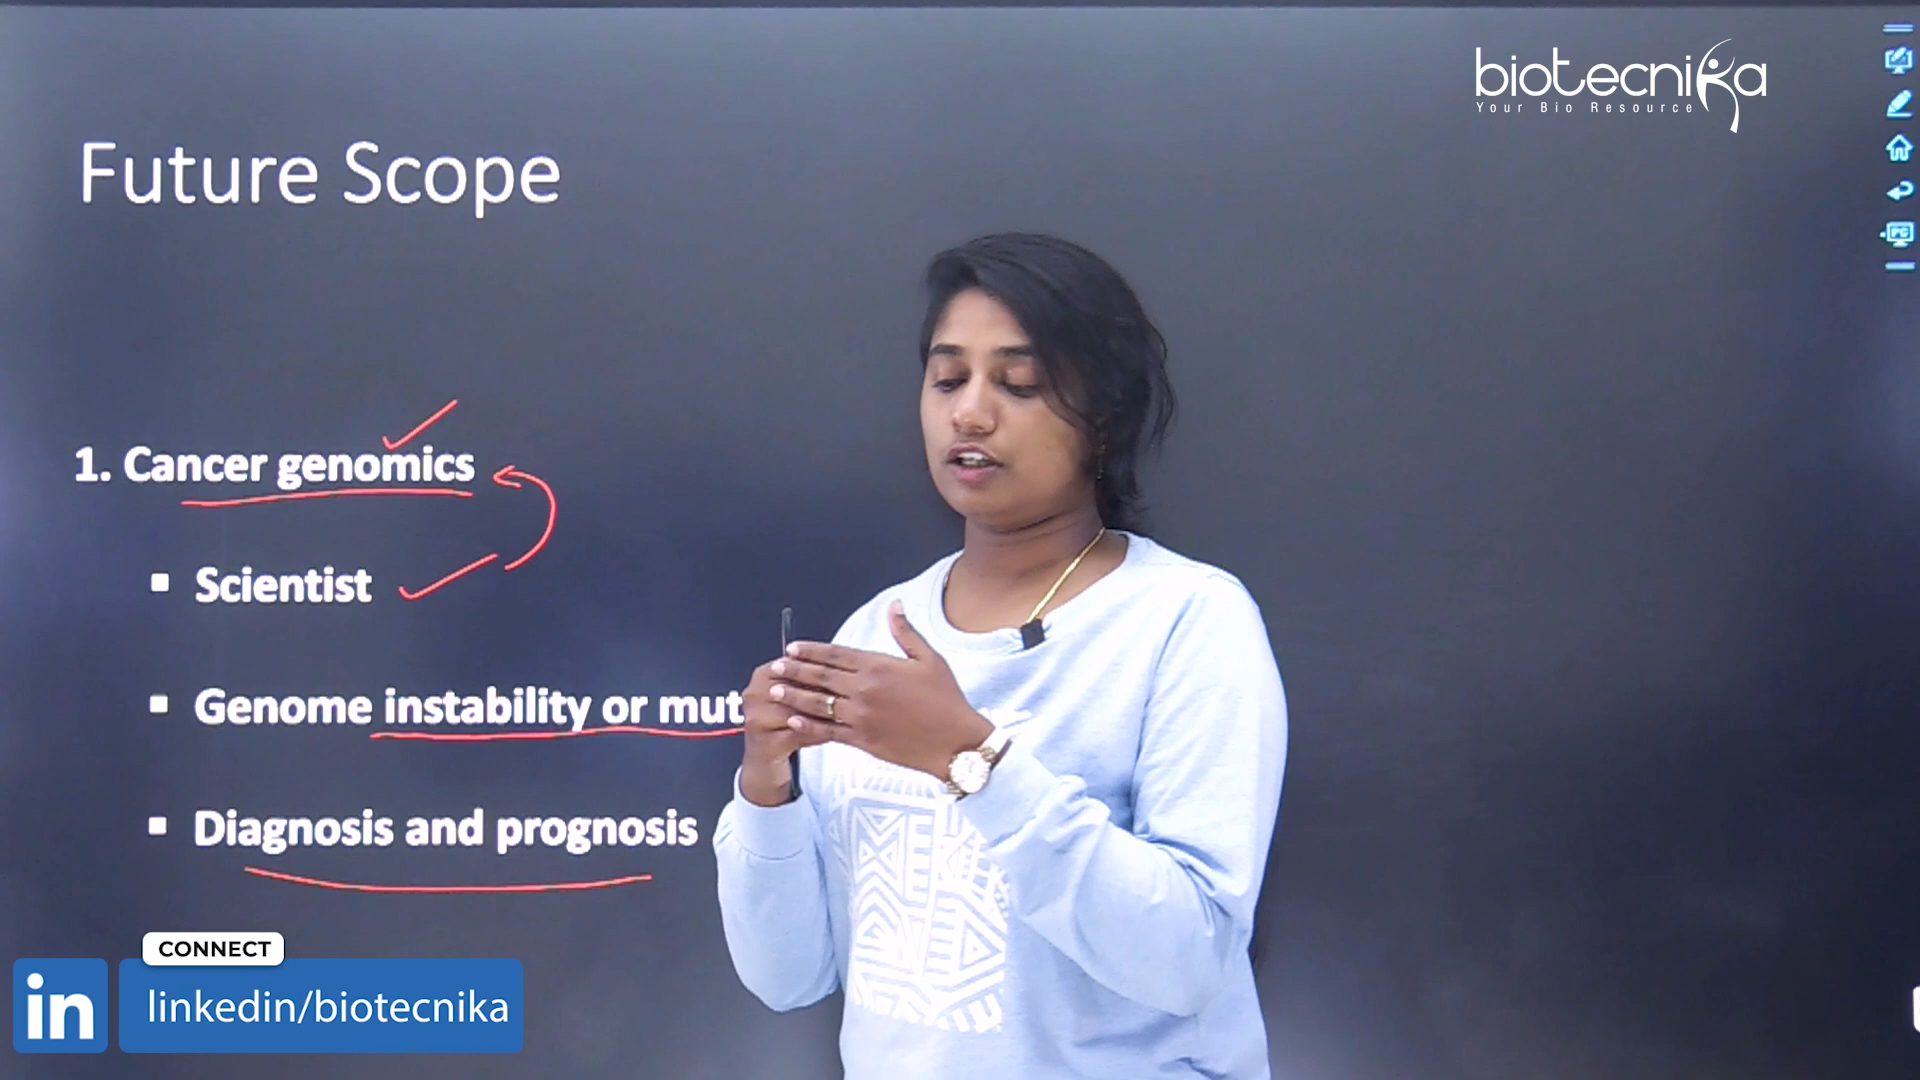 biotecnika
Your Bio Resource
Future Scope
1. Cancer genomics
▪ Scientist
▪ Genome instability or mut
▪ Diagnosis and prognosis
CONNECT
in
linkedin/biotecnika
PC